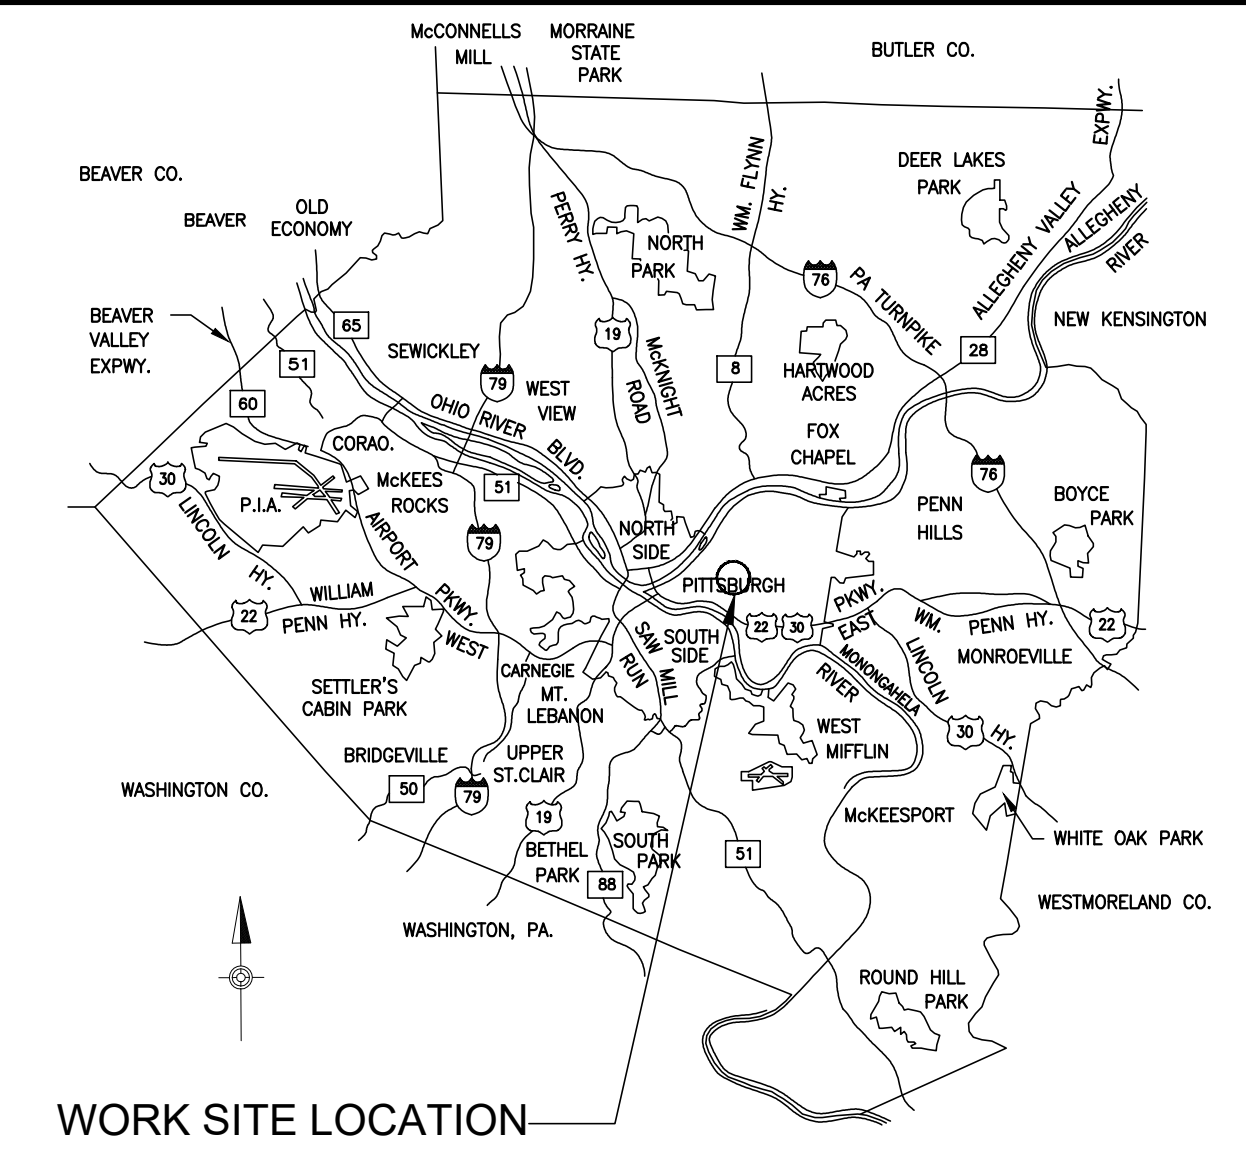 McCONNELLS
MILL
MORRAINE
STATE
PARK
BUTLER CO.
EXPWY.
BEAVER CO.
BEAVER
OLD
ECONOMY
DEER LAKES
PARK
WM. FLYNN
HY.
PERRY HY.
NORTH
PARK
ALLEGHENY VALLEY
ALLEGHENY
RIVER
76
PA TURNPIKE
BEAVER
VALLEY
EXPWY.
65
51
19
McKNIGHT
ROAD
SEWICKLEY
79
WEST
VIEW
8
HARTWOOD
ACRES
28
NEW KENSINGTON
60
OHIO RIVER
BLVD.
FOX
CHAPEL
CORAO.
30
P.I.A.
McKEES
ROCKS
51
76
PENN
HILLS
BOYCE
PARK
LINCOLN
HY.
AIRPORT
PKWY.
WEST
79
NORTH
SIDE
PITTSBURGH
WILLIAM
PENN HY.
22
22
30
PKWY.
EAST
WM.
PENN HY.
22
SOUTH
SIDE
SAW MILL
RUN
MONONGAHELA
RIVER
LINCOLN
HY.
MONROEVILLE
CARNEGIE
MT.
LEBANON
SETTLER'S
CABIN PARK
WEST
MIFFLIN
30
BRIDGEVILLE
UPPER
ST.CLAIR
50
79
WASHINGTON CO.
19
McKEESPORT
WHITE OAK PARK
BETHEL
PARK
SOUTH
PARK
51
88
WESTMORELAND CO.
WASHINGTON, PA.
ROUND HILL
PARK
WORK SITE LOCATION